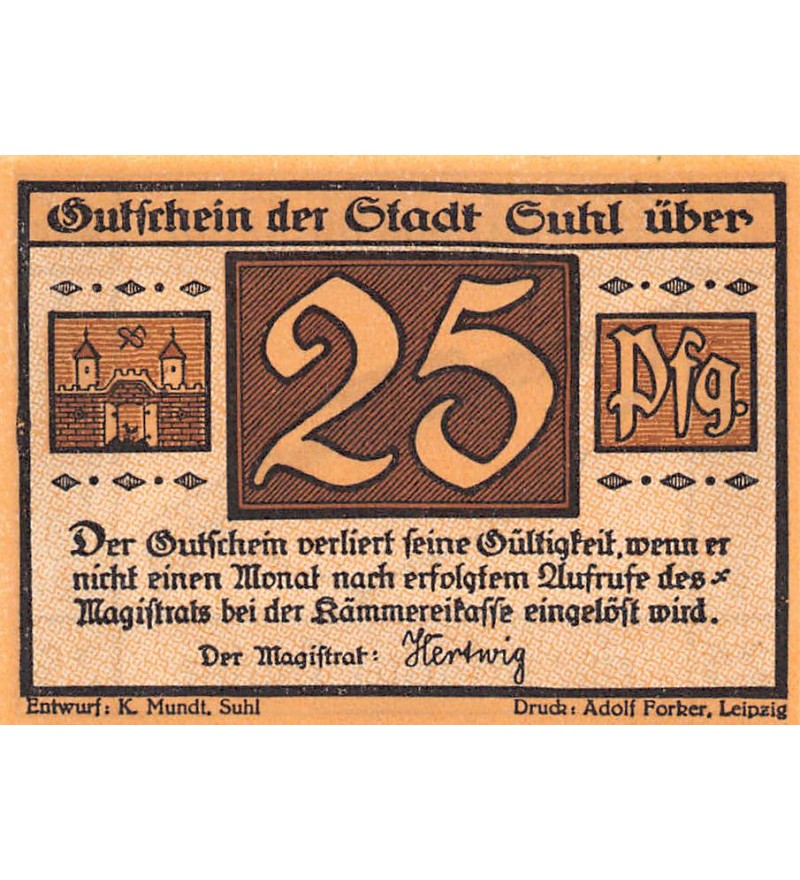 Gutschein der Stadt Suhl über
25
Pfg.
Der Gutschein verliert seine Gültigkeit, wenn er
nicht einen Monat nach erfolgtem Aufrufe des
Magistrats bei der Kämmereikasse eingelöst wird.
Der Magistrat: Hertwig
Entwurf: K. Mundt, Suhl
Druck: Adolf Forker, Leipzig